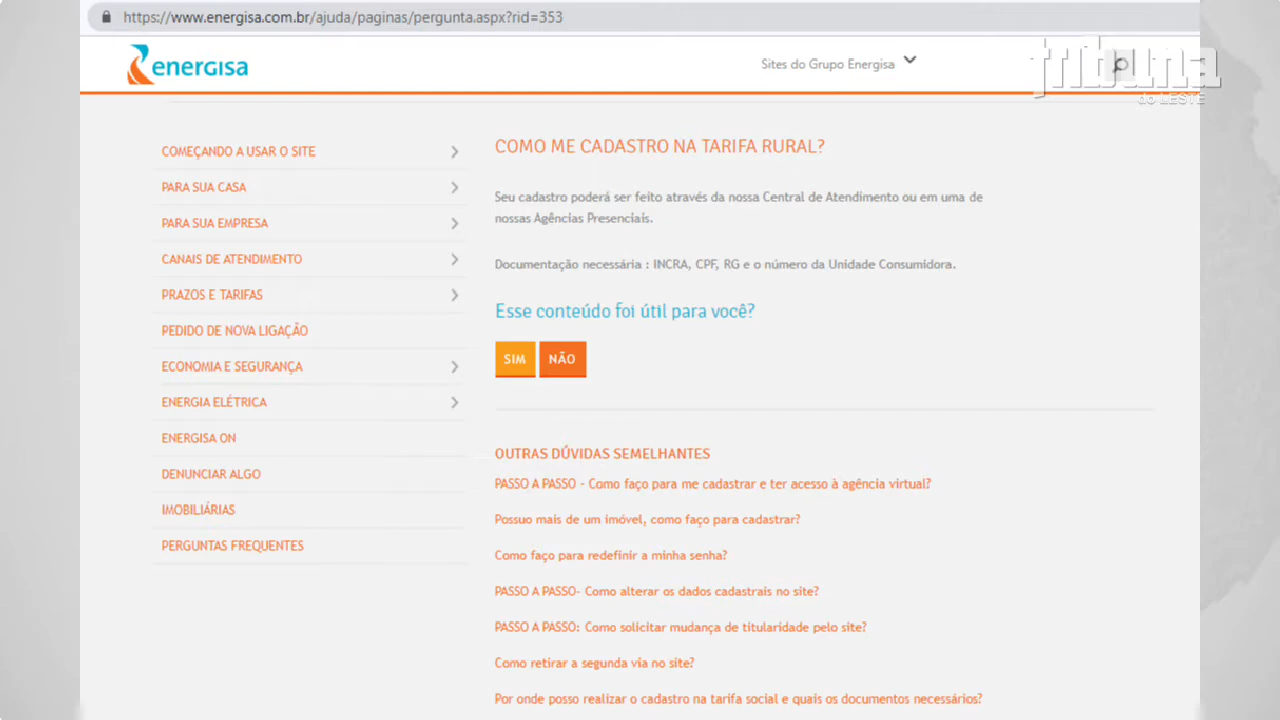 https://www.energisa.com.br/ajuda/paginas/pergunta.aspx?rid=353
energisa
Sites do Grupo Energisa
Tribuna
do LESTE
COMEÇANDO A USAR O SITE
PARA SUA CASA
PARA SUA EMPRESA
CANAIS DE ATENDIMENTO
PRAZOS E TARIFAS
PEDIDO DE NOVA LIGAÇÃO
ECONOMIA E SEGURANÇA
ENERGIA ELÉTRICA
ENERGISA ON
DENUNCIAR ALGO
IMOBILIÁRIAS
PERGUNTAS FREQUENTES
COMO ME CADASTRO NA TARIFA RURAL?
Seu cadastro poderá ser feito através da nossa Central de Atendimento ou em uma de
nossas Agências Presenciais.
Documentação necessária : INCRA, CPF, RG e o número da Unidade Consumidora.
Esse conteúdo foi útil para você?
SIM NÃO
OUTRAS DÚVIDAS SEMELHANTES
PASSO A PASSO - Como faço para me cadastrar e ter acesso à agência virtual?
Possuo mais de um imóvel, como faço para cadastrar?
Como faço para redefinir a minha senha?
PASSO A PASSO- Como alterar os dados cadastrais no site?
PASSO A PASSO: Como solicitar mudança de titularidade pelo site?
Como retirar a segunda via no site?
Por onde posso realizar o cadastro na tarifa social e quais os documentos necessários?